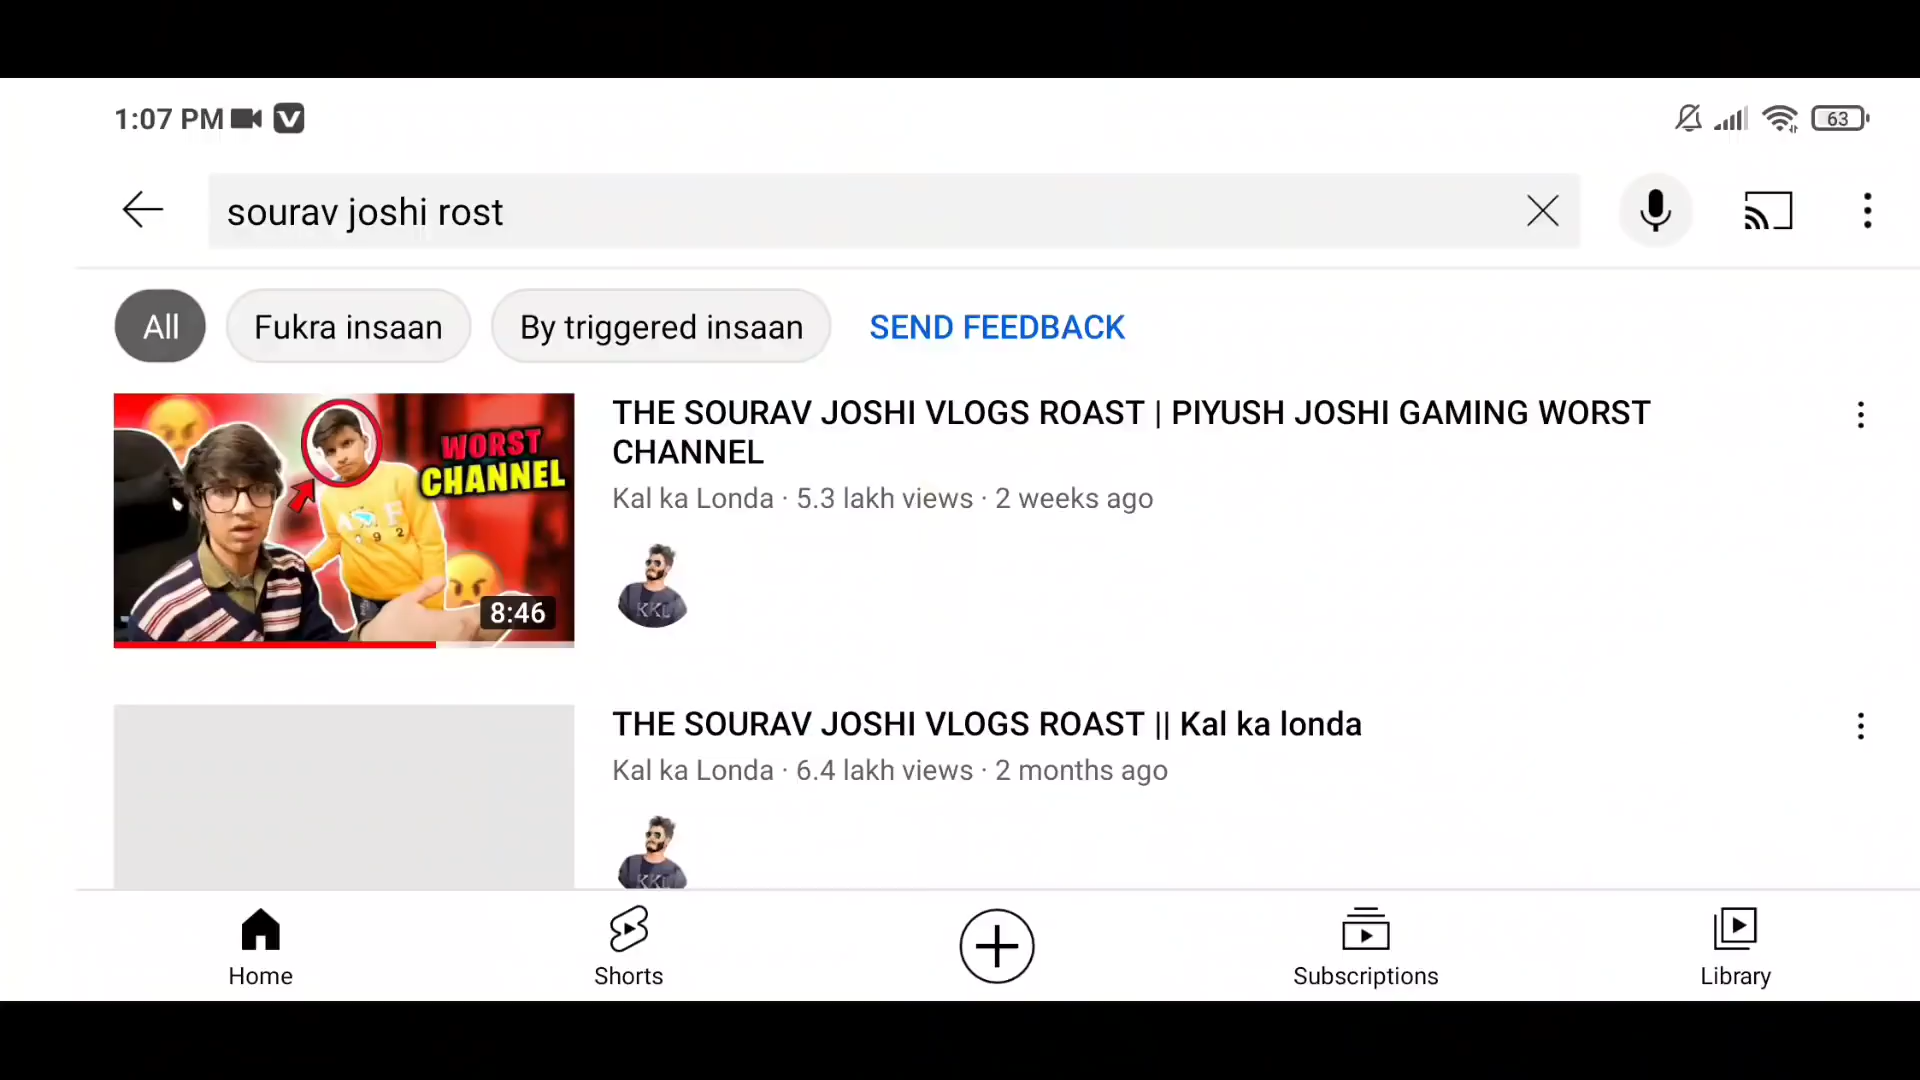 1:07 PM
63
sourav joshi rost
All
Fukra insaan
By triggered insaan
SEND FEEDBACK
WORST
CHANNEL
8:46
THE SOURAV JOSHI VLOGS ROAST | PIYUSH JOSHI GAMING WORST
CHANNEL
Kal ka Londa · 5.3 lakh views · 2 weeks ago
KKL
THE SOURAV JOSHI VLOGS ROAST || Kal ka londa
Kal ka Londa · 6.4 lakh views · 2 months ago
KKL
Home
Shorts
Subscriptions
Library